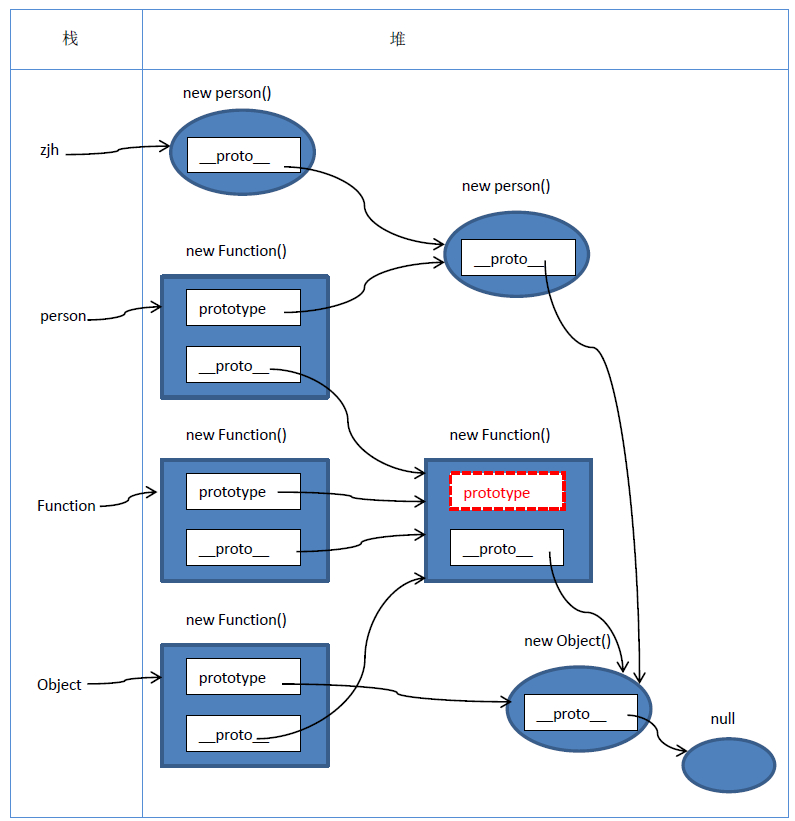 栈
堆
new person()
zjh
__proto__
new person()
__proto__
new Function()
person
prototype
__proto__
new Function()
new Function()
Function
prototype
prototype
__proto__
__proto__
new Function()
new Object()
Object
prototype
__proto__
__proto__
null